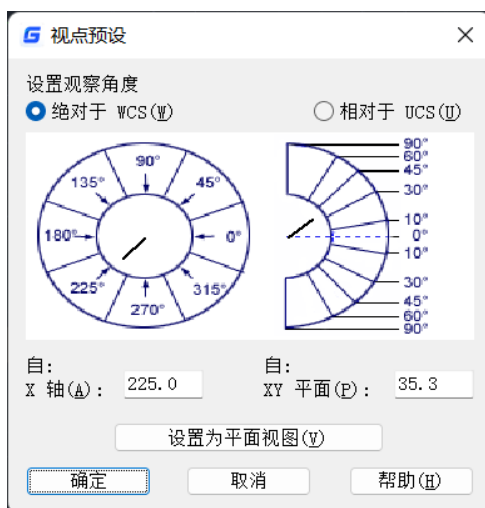 视点预设
设置观察角度
绝对于 WCS(W)
相对于 UCS(U)
90°
135°
45°
180°
0°
225°
315°
270°
90°
60°
45°
30°
10°
0°
10°
30°
45°
60°
90°
自:
X 轴(A): 225.0
自:
XY 平面(P): 35.3
设置为平面视图(V)
确定
取消
帮助(H)